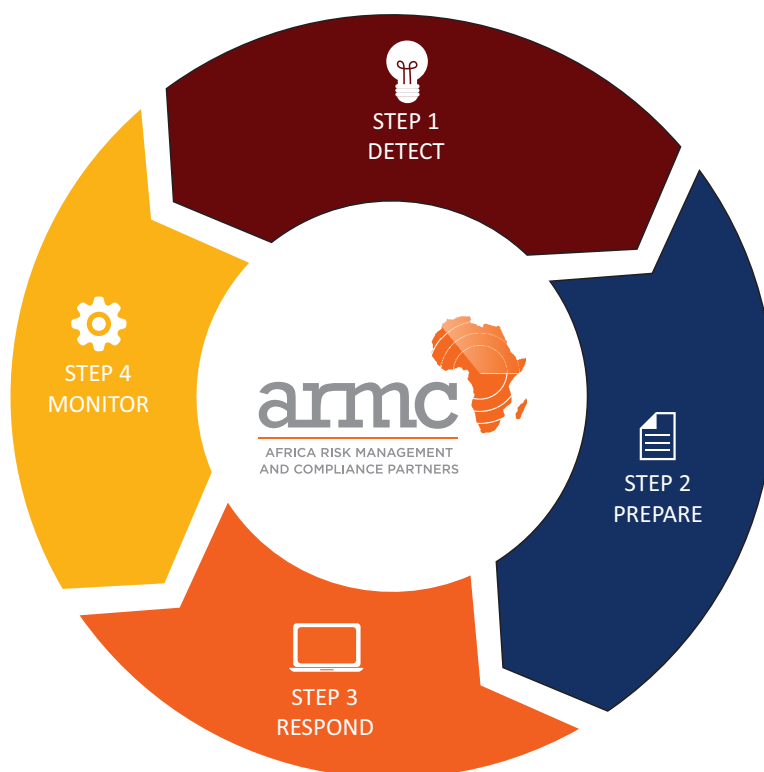 STEP 1
DETECT
STEP 2
PREPARE
STEP 3
RESPOND
STEP 4
MONITOR
armc
AFRICA RISK MANAGEMENT
AND COMPLIANCE PARTNERS